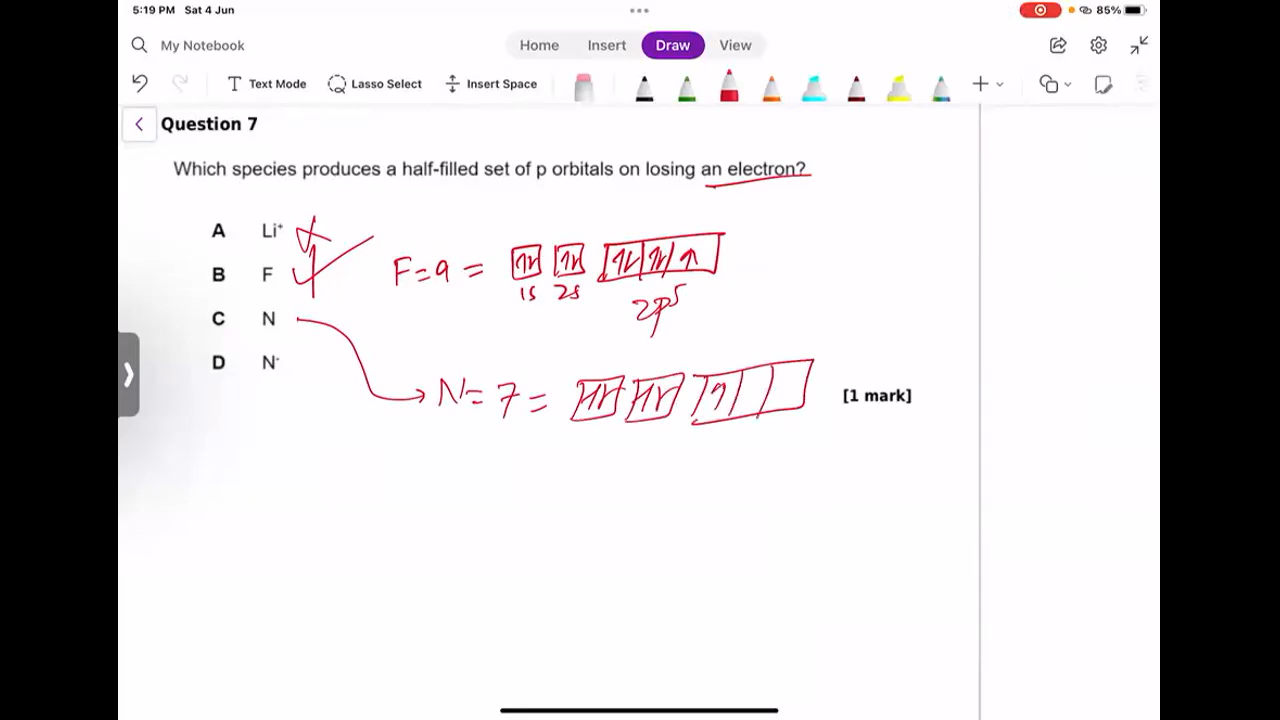 5:19 PM Sat 4 Jun
85%
My Notebook
Home Insert Draw View
Text Mode Lasso Select Insert Space
Question 7
Which species produces a half-filled set of p orbitals on losing an electron?
A Li⁺
B F
C N
D N⁻
F = 9 =
1s 2s
2p⁵
N = 7 =
[1 mark]